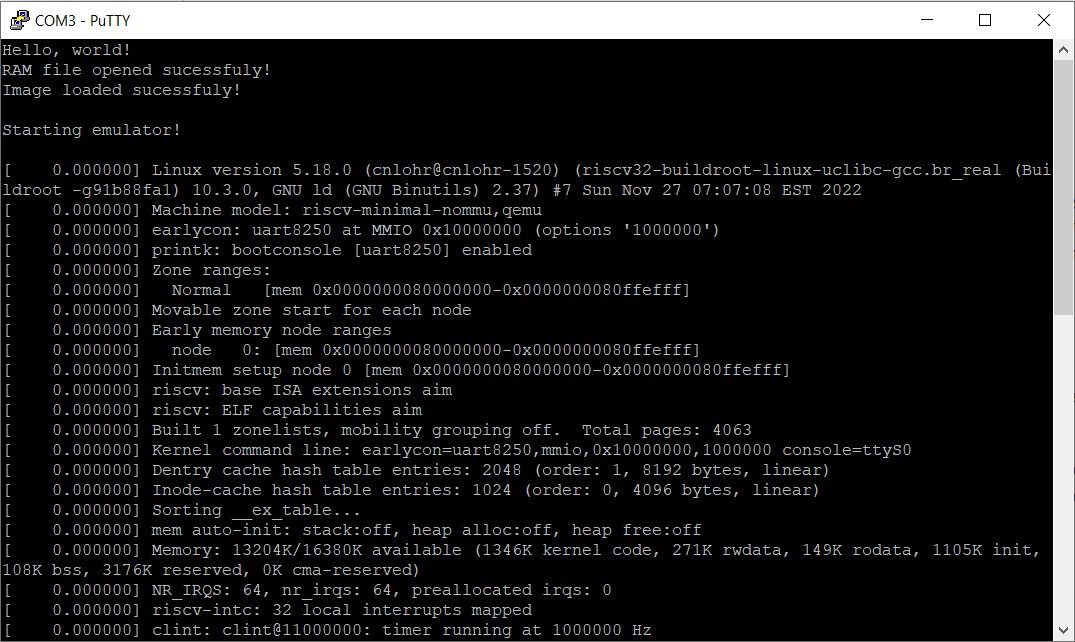 COM3 - PuTTY
Hello, world!
RAM file opened sucessfuly!
Image loaded sucessfuly!
Starting emulator!
[    0.000000] Linux version 5.18.0 (cnlohr@cnlohr-1520) (riscv32-buildroot-linux-uclibc-gcc.br_real (Bui
ldroot -g91b88fa1) 10.3.0, GNU ld (GNU Binutils) 2.37) #7 Sun Nov 27 07:07:08 EST 2022
[    0.000000] Machine model: riscv-minimal-nommu,qemu
[    0.000000] earlycon: uart8250 at MMIO 0x10000000 (options '1000000')
[    0.000000] printk: bootconsole [uart8250] enabled
[    0.000000] Zone ranges:
[    0.000000]   Normal   [mem 0x0000000080000000-0x0000000080ffefff]
[    0.000000] Movable zone start for each node
[    0.000000] Early memory node ranges
[    0.000000]   node   0: [mem 0x0000000080000000-0x0000000080ffefff]
[    0.000000] Initmem setup node 0 [mem 0x0000000080000000-0x0000000080ffefff]
[    0.000000] riscv: base ISA extensions aim
[    0.000000] riscv: ELF capabilities aim
[    0.000000] Built 1 zonelists, mobility grouping off.  Total pages: 4063
[    0.000000] Kernel command line: earlycon=uart8250,mmio,0x10000000,1000000 console=ttyS0
[    0.000000] Dentry cache hash table entries: 2048 (order: 1, 8192 bytes, linear)
[    0.000000] Inode-cache hash table entries: 1024 (order: 0, 4096 bytes, linear)
[    0.000000] Sorting __ex_table...
[    0.000000] mem auto-init: stack:off, heap alloc:off, heap free:off
[    0.000000] Memory: 13204K/16380K available (1346K kernel code, 271K rwdata, 149K rodata, 1105K init,
108K bss, 3176K reserved, 0K cma-reserved)
[    0.000000] NR_IRQS: 64, nr_irqs: 64, preallocated irqs: 0
[    0.000000] riscv-intc: 32 local interrupts mapped
[    0.000000] clint: clint@11000000: timer running at 1000000 Hz